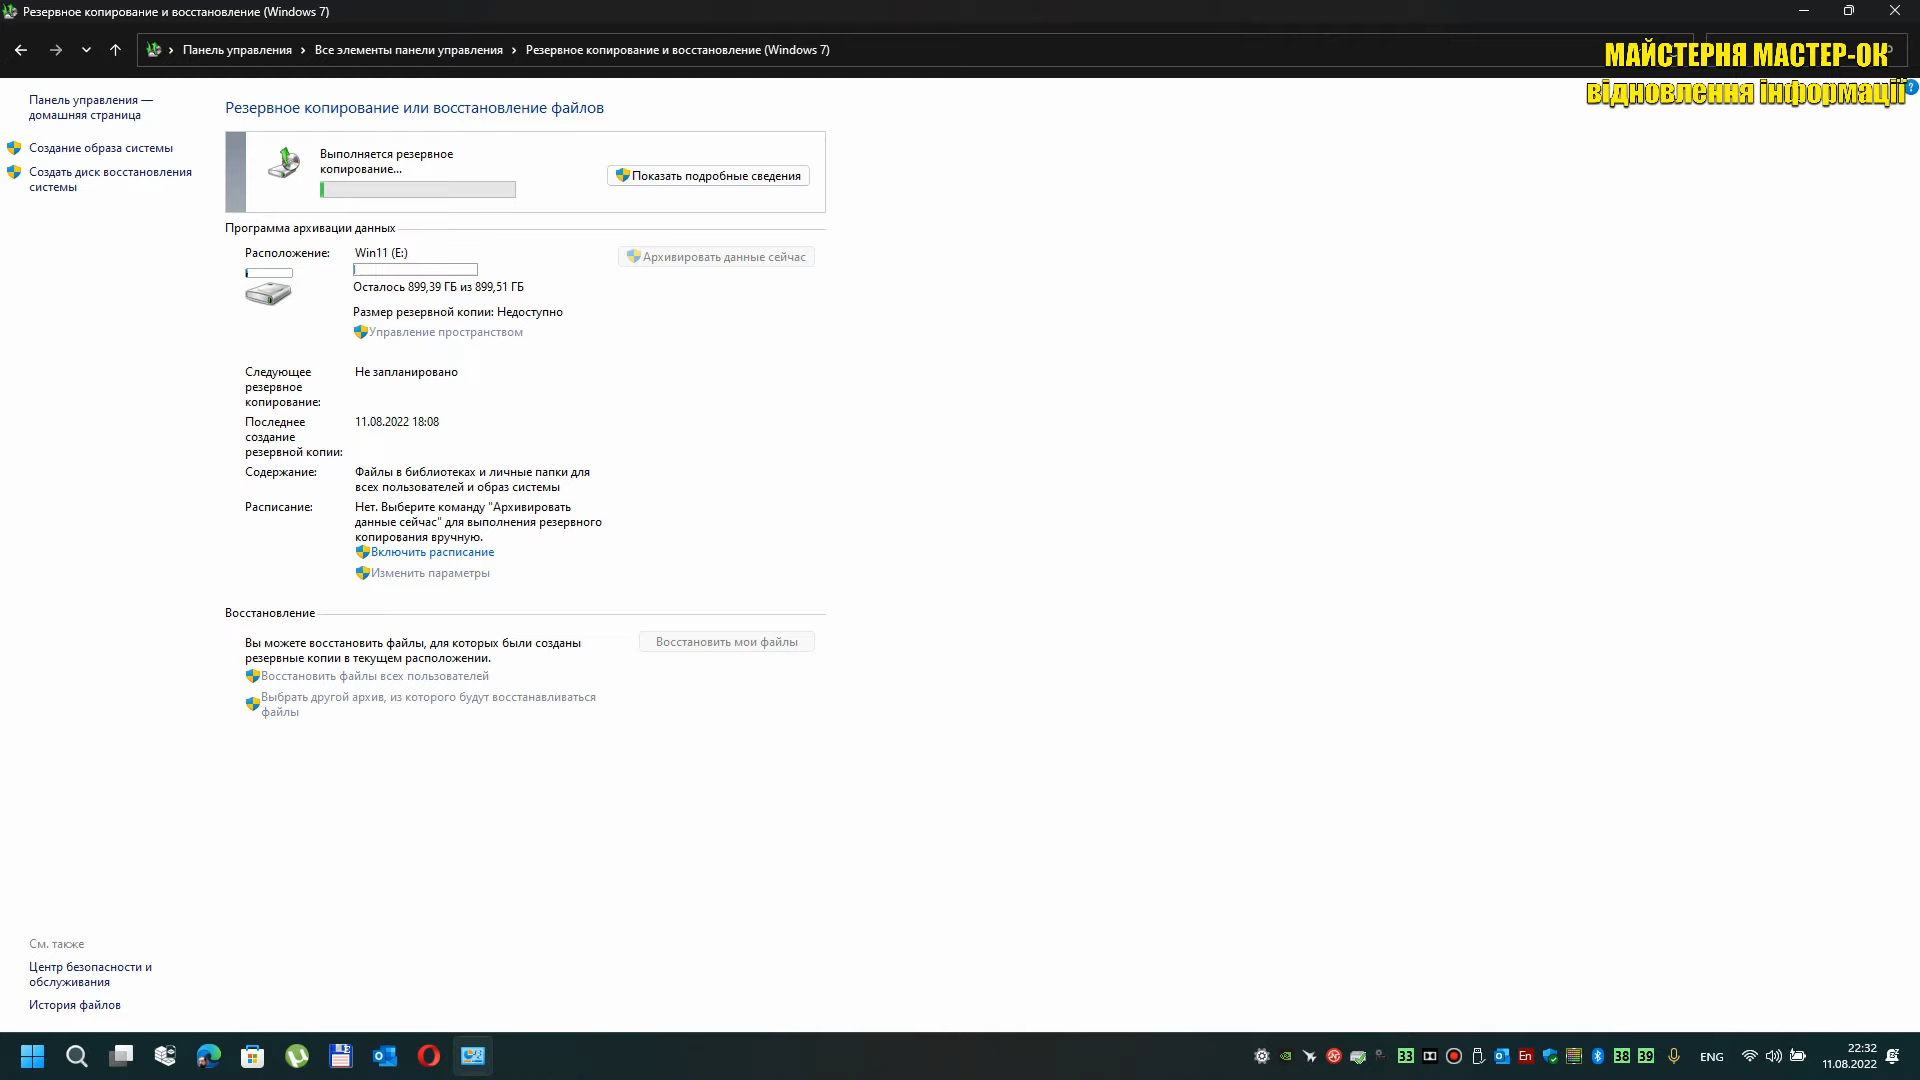 Резервное копирование и восстановление (Windows 7)
Панель управления › Все элементы панели управления › Резервное копирование и восстановление (Windows 7)
МАЙСТЕРНЯ МАСТЕР-ОК
відновлення інформації
Панель управления —
домашняя страница
Создание образа системы
Создать диск восстановления
системы
Резервное копирование или восстановление файлов
Выполняется резервное
копирование...
Показать подробные сведения
Программа архивации данных
Расположение:
Win11 (E:)
Архивировать данные сейчас
Осталось 899,39 ГБ из 899,51 ГБ
Размер резервной копии: Недоступно
Управление пространством
Следующее
резервное
копирование:
Не запланировано
Последнее
создание
резервной копии:
11.08.2022 18:08
Содержание:
Файлы в библиотеках и личные папки для
всех пользователей и образ системы
Расписание:
Нет. Выберите команду "Архивировать
данные сейчас" для выполнения резервного
копирования вручную.
Включить расписание
Изменить параметры
Восстановление
Вы можете восстановить файлы, для которых были созданы
резервные копии в текущем расположении.
Восстановить мои файлы
Восстановить файлы всех пользователей
Выбрать другой архив, из которого будут восстанавливаться
файлы
См. также
Центр безопасности и
обслуживания
История файлов
33
En
38
39
ENG
22:32
11.08.2022